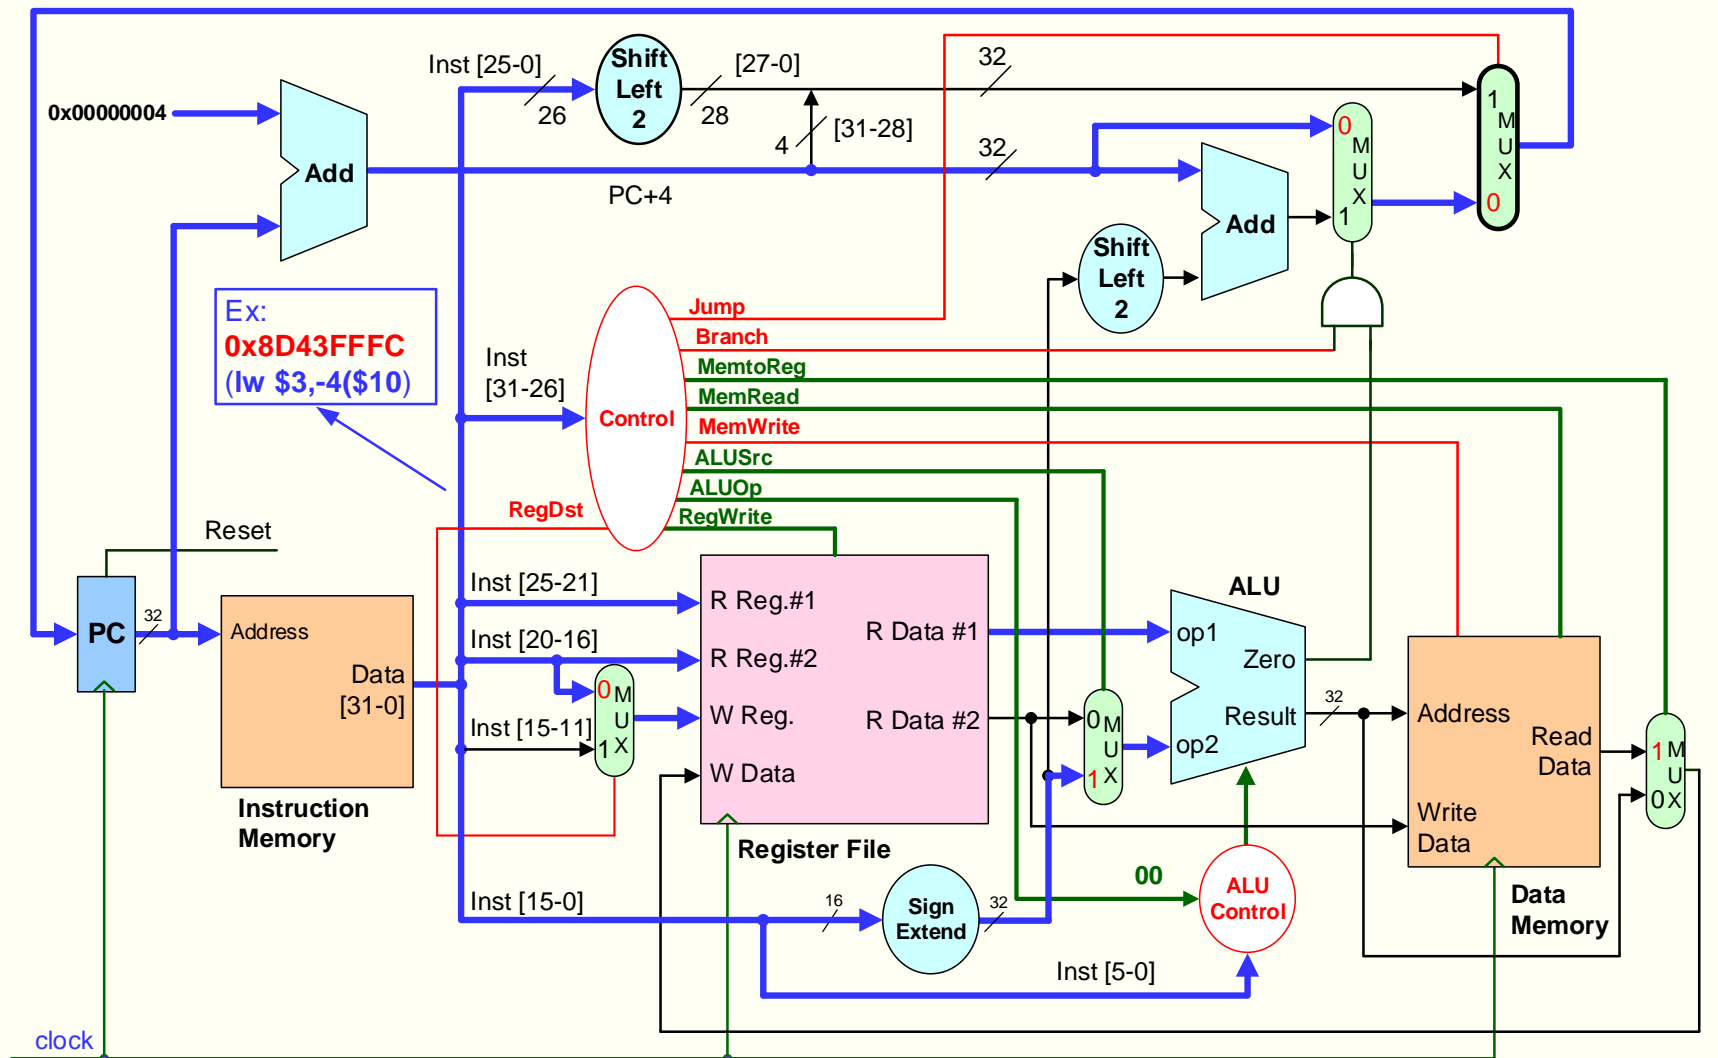 Inst [25-0]
26
Shift
Left
2
[27-0]
28
32
0x00000004
Add
4
[31-28]
PC+4
32
0
M
U
X
1
1
M
U
X
0
Add
Shift
Left
2
Ex:
0x8D43FFFC
(lw $3,-4($10)
Inst
[31-26]
Control
Jump
Branch
MemtoReg
MemRead
MemWrite
ALUSrc
ALUOp
RegWrite
RegDst
Reset
PC
32
Address
Data
[31-0]
Instruction
Memory
Inst [25-21]
Inst [20-16]
Inst [15-11]
0
M
U
X
1
R Reg.#1
R Reg.#2
W Reg.
W Data
R Data #1
R Data #2
Register File
0
M
U
X
1
ALU
op1
Zero
Result
op2
32
Address
Read
Data
Write
Data
Data
Memory
1
M
U
X
0
Inst [15-0]
16
Sign
Extend
32
00
ALU
Control
Inst [5-0]
clock